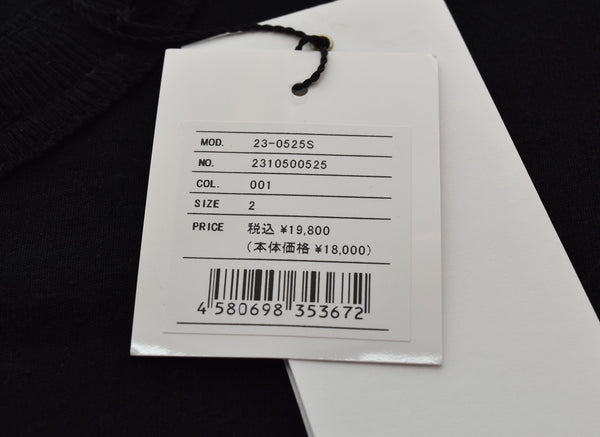 MOD. 23-0525S
NO. 2310500525
COL. 001
SIZE 2
PRICE 税込 ¥19,800
(本体価格 ¥18,000)
4 580698 353672